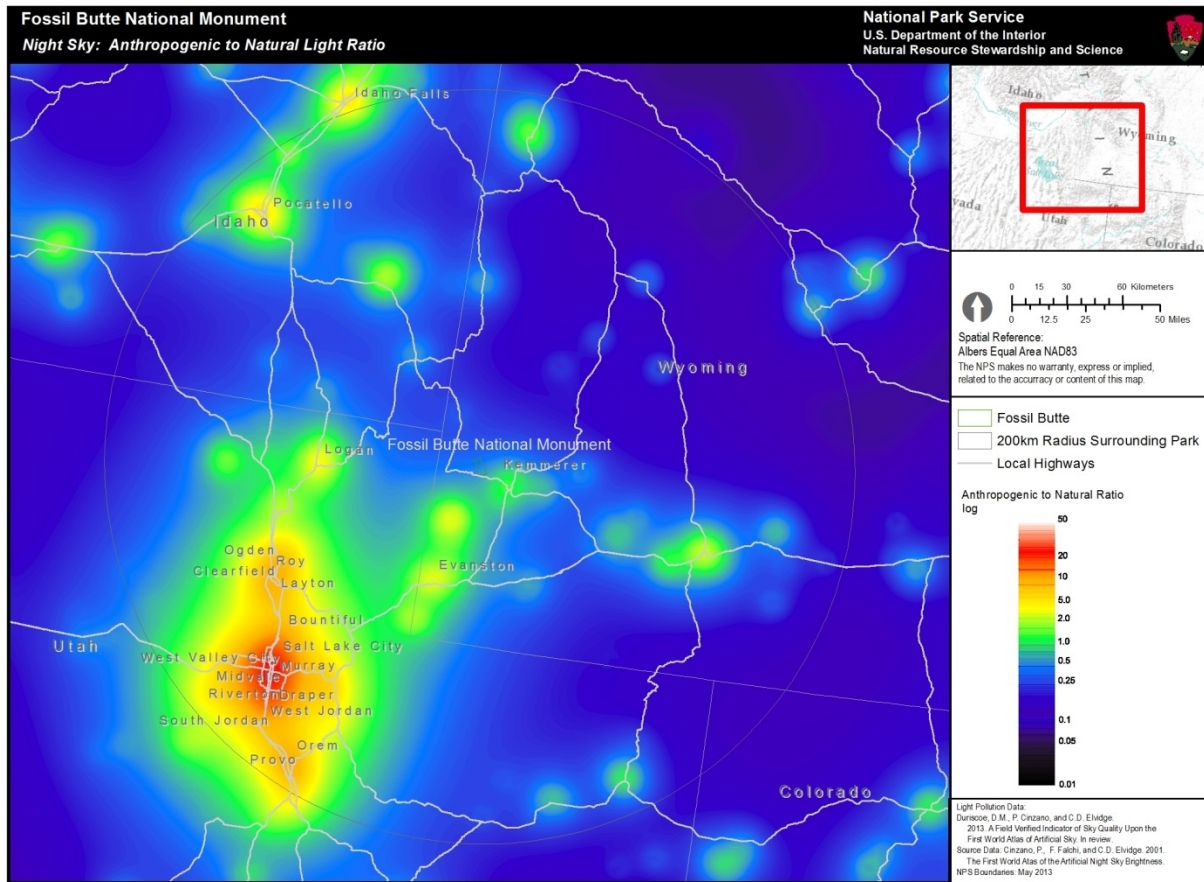 Fossil Butte National Monument
Night Sky: Anthropogenic to Natural Light Ratio
National Park Service
U.S. Department of the Interior
Natural Resource Stewardship and Science
Idaho Falls
Pocatello
Idaho
Wyoming
Fossil Butte National Monument
Logan
Kemmerer
Ogden
Roy
Clearfield
Layton
Evanston
Bountiful
Utah
Salt Lake City
West Valley City
Murray
Midvale
Riverton
Draper
West Jordan
South Jordan
Orem
Provo
Colorado
Idaho
Wyoming
Utah
Colorado
0 15 30 60 Kilometers
0 12.5 25 50 Miles
Spatial Reference:
Albers Equal Area NAD83
The NPS makes no warranty, express or implied,
related to the accurracy or content of this map.
Fossil Butte
200km Radius Surrounding Park
Local Highways
Anthropogenic to Natural Ratio
log
50
20
10
5.0
2.0
1.0
0.5
0.25
0.1
0.05
0.01
Light Pollution Data:
Duriscoe, D.M., P. Cinzano, and C.D. Elvidge.
2013. A Field Verified Indicator of Sky Quality Upon the
First World Atlas of Artificial Sky. In review.
Source Data: Cinzano, P., F. Falchi, and C.D. Elvidge. 2001.
The First World Atas of the Artificial Night Sky Brightness.
NPS Boundaries: May 2013